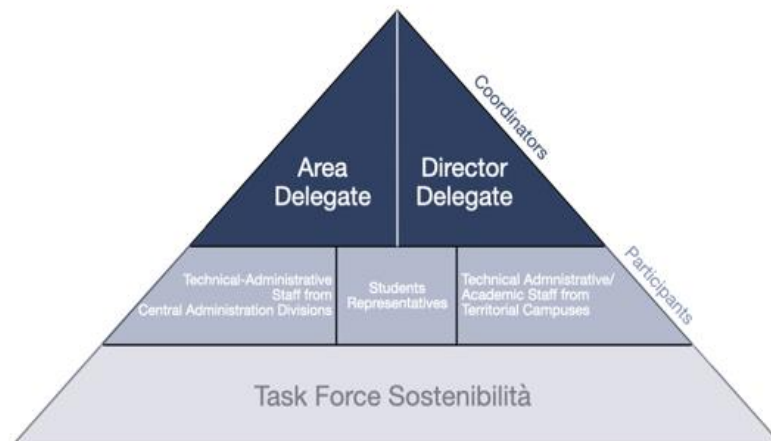 Coordinators
Area
Delegate
Director
Delegate
Participants
Technical-Administrative
Staff from
Central Administration Divisions
Students
Representatives
Technical Admnistrative/
Academic Staff from
Territorial Campuses
Task Force Sostenibilità